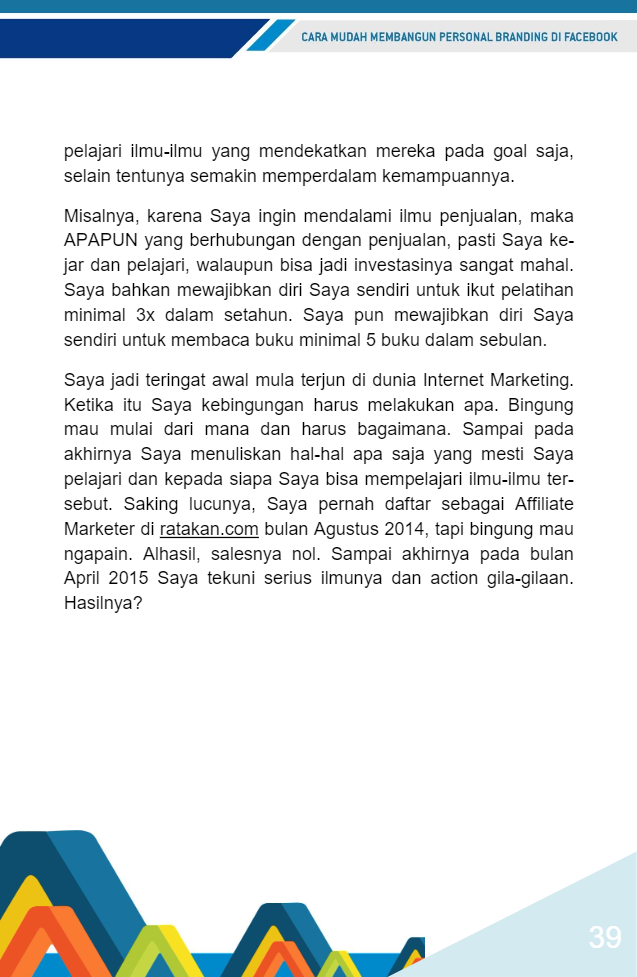 CARA MUDAH MEMBANGUN PERSONAL BRANDING DI FACEBOOK
pelajari ilmu-ilmu yang mendekatkan mereka pada goal saja,
selain tentunya semakin memperdalam kemampuannya.
Misalnya, karena Saya ingin mendalami ilmu penjualan, maka
APAPUN yang berhubungan dengan penjualan, pasti Saya ke-
jar dan pelajari, walaupun bisa jadi investasinya sangat mahal.
Saya bahkan mewajibkan diri Saya sendiri untuk ikut pelatihan
minimal 3x dalam setahun. Saya pun mewajibkan diri Saya
sendiri untuk membaca buku minimal 5 buku dalam sebulan.
Saya jadi teringat awal mula terjun di dunia Internet Marketing.
Ketika itu Saya kebingungan harus melakukan apa. Bingung
mau mulai dari mana dan harus bagaimana. Sampai pada
akhirnya Saya menuliskan hal-hal apa saja yang mesti Saya
pelajari dan kepada siapa Saya bisa mempelajari ilmu-ilmu ter-
sebut. Saking lucunya, Saya pernah daftar sebagai Affiliate
Marketer di ratakan.com bulan Agustus 2014, tapi bingung mau
ngapain. Alhasil, salesnya nol. Sampai akhirnya pada bulan
April 2015 Saya tekuni serius ilmunya dan action gila-gilaan.
Hasilnya?
39